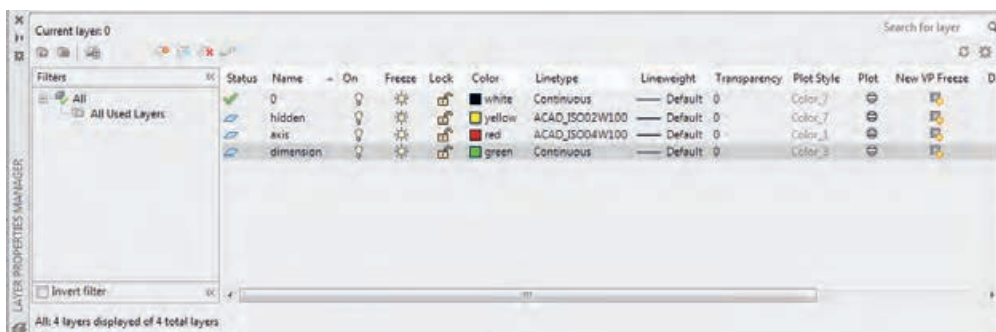 Current layer: 0
Search for layer
Filters
Status Name On Freeze Lock Color Linetype Lineweight Transparency Plot Style Plot New VP Freeze D
All
All Used Layers
0 white Continuous Default 0 Color_7
hidden yellow ACAD_ISO02W100 Default 0 Color_7
axis red ACAD_ISO04W100 Default 0 Color_1
dimension green Continuous Default 0 Color_3
Invert filter
All: 4 layers displayed of 4 total layers
LAYER PROPERTIES MANAGER